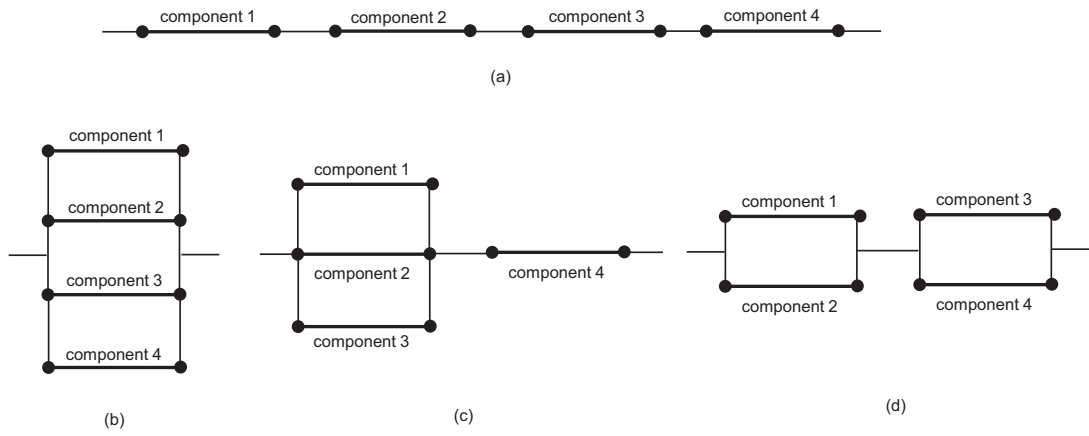 component 1 component 2 component 3 component 4
(a)
component 1
component 2
component 3
component 4
(b)
component 1
component 2
component 3
component 4
(c)
component 1
component 2
component 3
component 4
(d)